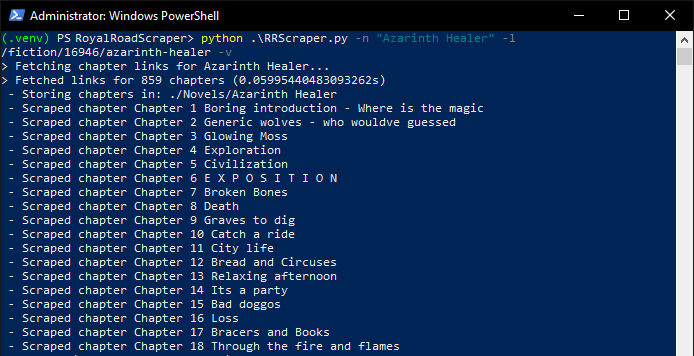 Administrator: Windows PowerShell
(.venv) PS RoyalRoadScraper> python .\RRScraper.py -n "Azarinth Healer" -l
/fiction/16946/azarinth-healer -v
> Fetching chapter links for Azarinth Healer...
> Fetched links for 859 chapters (0.05995440483093262s)
- Storing chapters in: ./Novels/Azarinth Healer
- Scraped chapter Chapter 1 Boring introduction - Where is the magic
- Scraped chapter Chapter 2 Generic wolves - who wouldve guessed
- Scraped chapter Chapter 3 Glowing Moss
- Scraped chapter Chapter 4 Exploration
- Scraped chapter Chapter 5 Civilization
- Scraped chapter Chapter 6 E X P O S I T I O N
- Scraped chapter Chapter 7 Broken Bones
- Scraped chapter Chapter 8 Death
- Scraped chapter Chapter 9 Graves to dig
- Scraped chapter Chapter 10 Catch a ride
- Scraped chapter Chapter 11 City life
- Scraped chapter Chapter 12 Bread and Circuses
- Scraped chapter Chapter 13 Relaxing afternoon
- Scraped chapter Chapter 14 Its a party
- Scraped chapter Chapter 15 Bad doggos
- Scraped chapter Chapter 16 Loss
- Scraped chapter Chapter 17 Bracers and Books
- Scraped chapter Chapter 18 Through the fire and flames